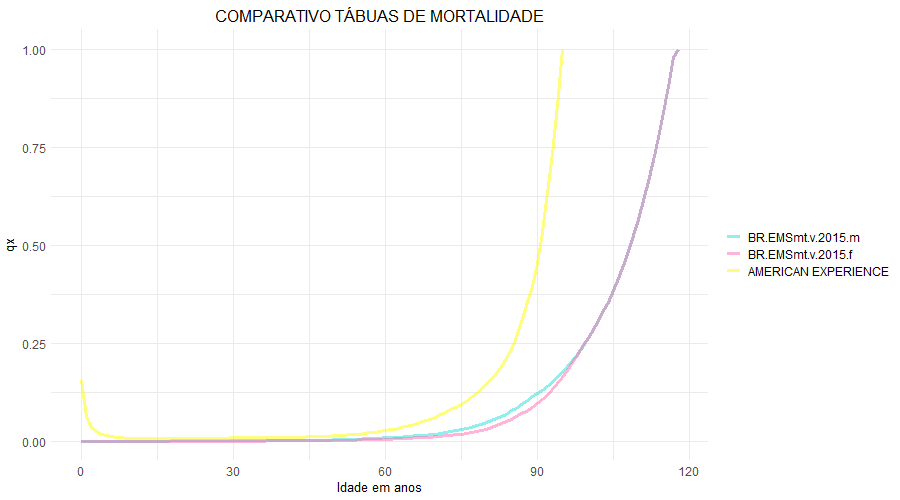 COMPARATIVO TÁBUAS DE MORTALIDADE
1.00
0.75
0.50
0.25
0.00
qx
0 30 60 90 120
Idade em anos
BR.EMSmt.v.2015.m
BR.EMSmt.v.2015.f
AMERICAN EXPERIENCE